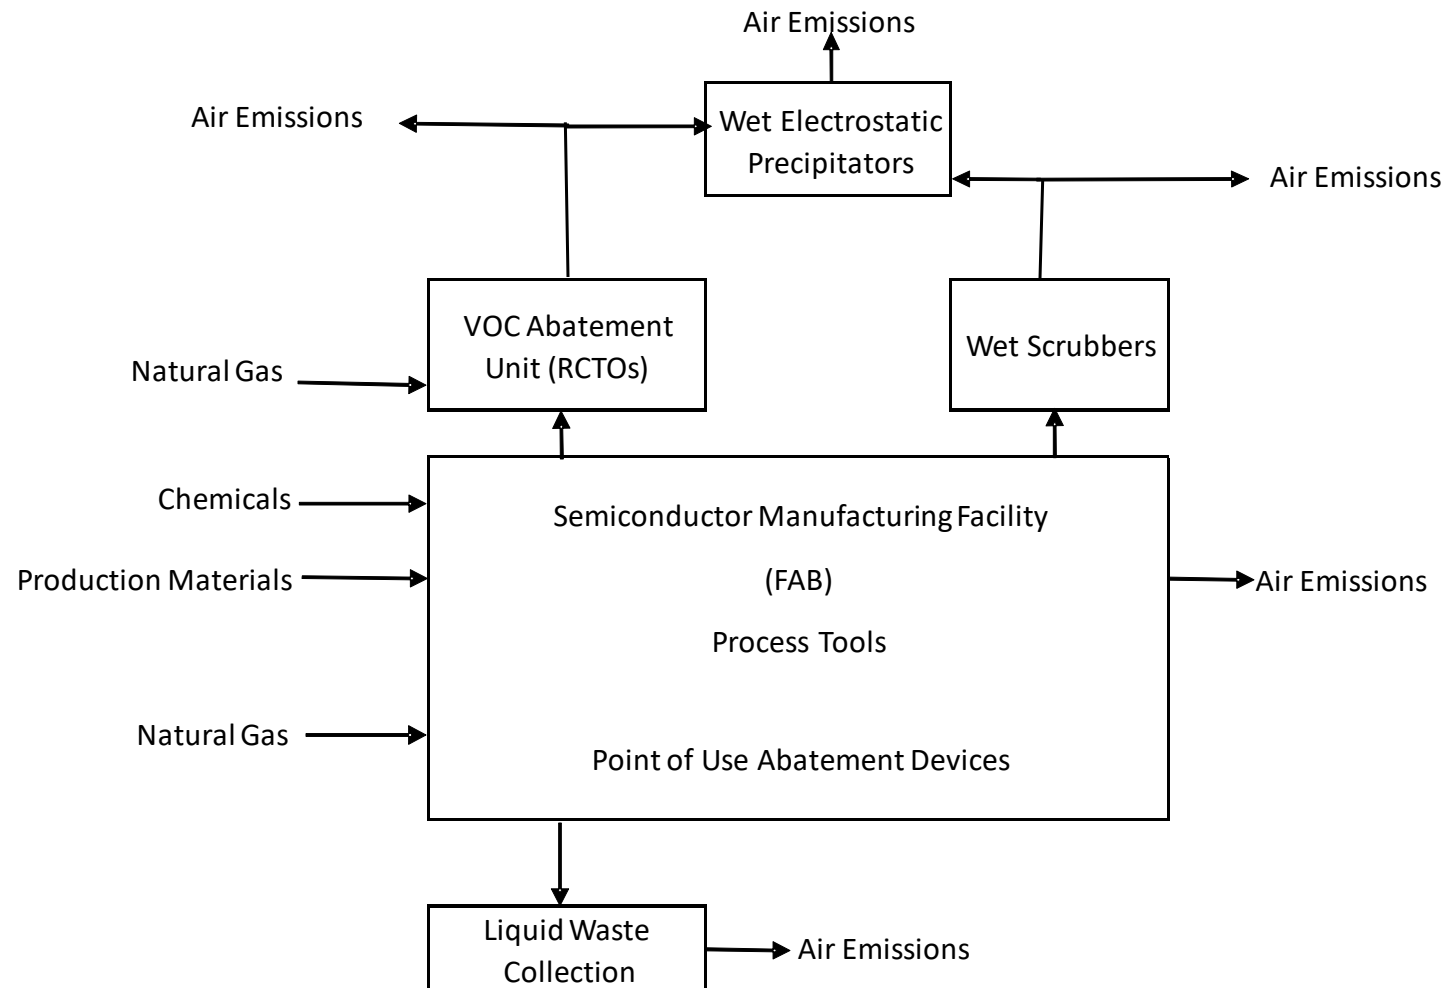 Air Emissions
Air Emissions
Wet Electrostatic
Precipitators
Air Emissions
VOC Abatement
Unit (RCTOs)
Wet Scrubbers
Natural Gas
Chemicals
Semiconductor Manufacturing Facility
Production Materials
(FAB)
Air Emissions
Process Tools
Natural Gas
Point of Use Abatement Devices
Liquid Waste
Collection
Air Emissions